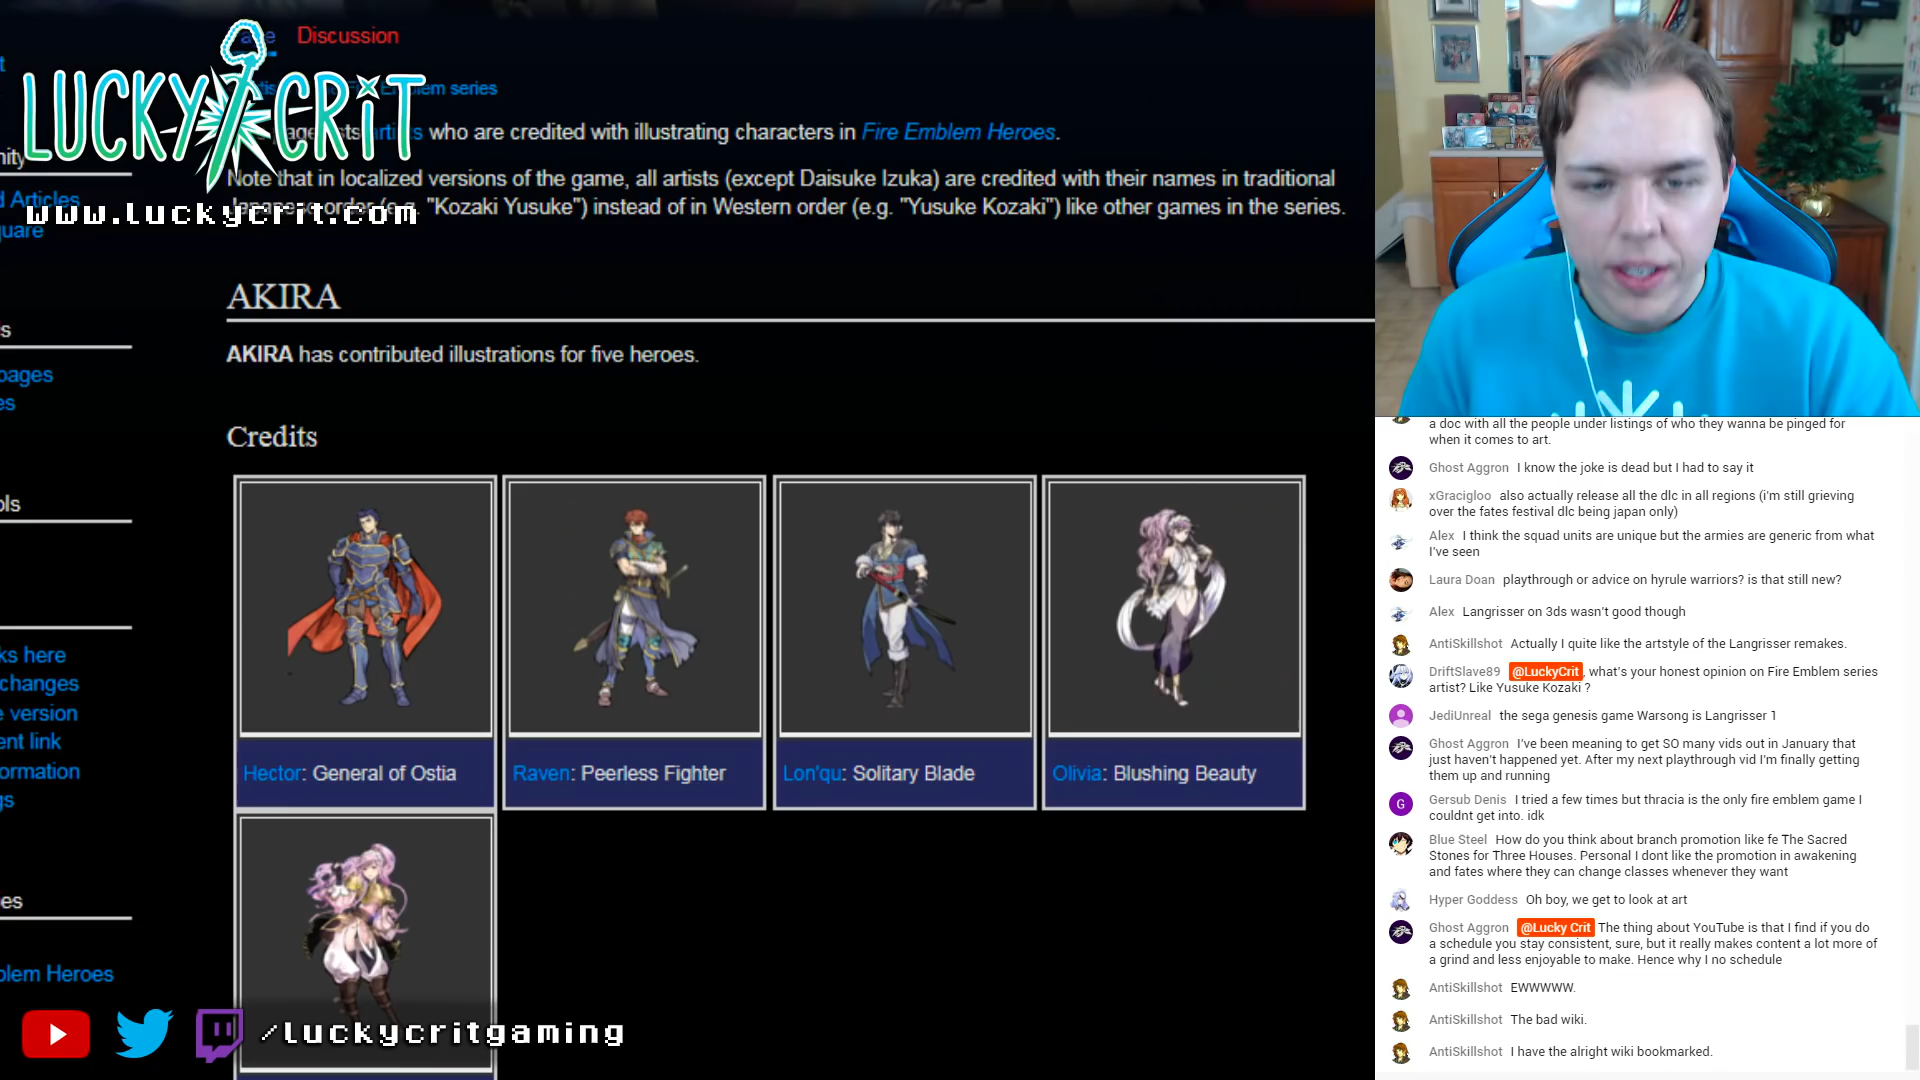 Discussion
LUCKY CRIT
Emblem series
who are credited with illustrating characters in Fire Emblem Heroes.
Note that in localized versions of the game, all artists (except Daisuke Izuka) are credited with their names in traditional
"Kozaki Yusuke") instead of in Western order (e.g. "Yusuke Kozaki") like other games in the series.
www.luckycrit.com
d Articles
AKIRA
AKIRA has contributed illustrations for five heroes.
Credits
pages
ks here
changes
e version
ent link
ormation
blem Heroes
Hector: General of Ostia
Raven: Peerless Fighter
Lon'qu: Solitary Blade
Olivia: Blushing Beauty
/luckycritgaming
a doc with all the people under listings of who they wanna be pinged for
when it comes to art.
Ghost Aggron I know the joke is dead but I had to say it
xGracigloo also actually release all the dlc in all regions (i'm still grieving
over the fates festival dlc being japan only)
Alex I think the squad units are unique but the armies are generic from what
I've seen
Laura Doan playthrough or advice on hyrule warriors? is that still new?
Alex Langrisser on 3ds wasn't good though
AntiSkillshot Actually I quite like the artstyle of the Langrisser remakes.
DriftSlave89 @LuckyCrit, what's your honest opinion on Fire Emblem series
artist? Like Yusuke Kozaki ?
JediUnreal the sega genesis game Warsong is Langrisser 1
Ghost Aggron I've been meaning to get SO many vids out in January that
just haven't happened yet. After my next playthrough vid I'm finally getting
them up and running
G
Gersub Denis I tried a few times but thracia is the only fire emblem game I
couldnt get into. idk
Blue Steel How do you think about branch promotion like fe The Sacred
Stones for Three Houses. Personal I dont like the promotion in awakening
and fates where they can change classes whenever they want
Hyper Goddess Oh boy, we get to look at art
Ghost Aggron @Lucky Crit The thing about YouTube is that I find if you do
a schedule you stay consistent, sure, but it really makes content a lot more of
a grind and less enjoyable to make. Hence why I no schedule
AntiSkillshot EWWWWW.
AntiSkillshot The bad wiki.
AntiSkillshot I have the alright wiki bookmarked.